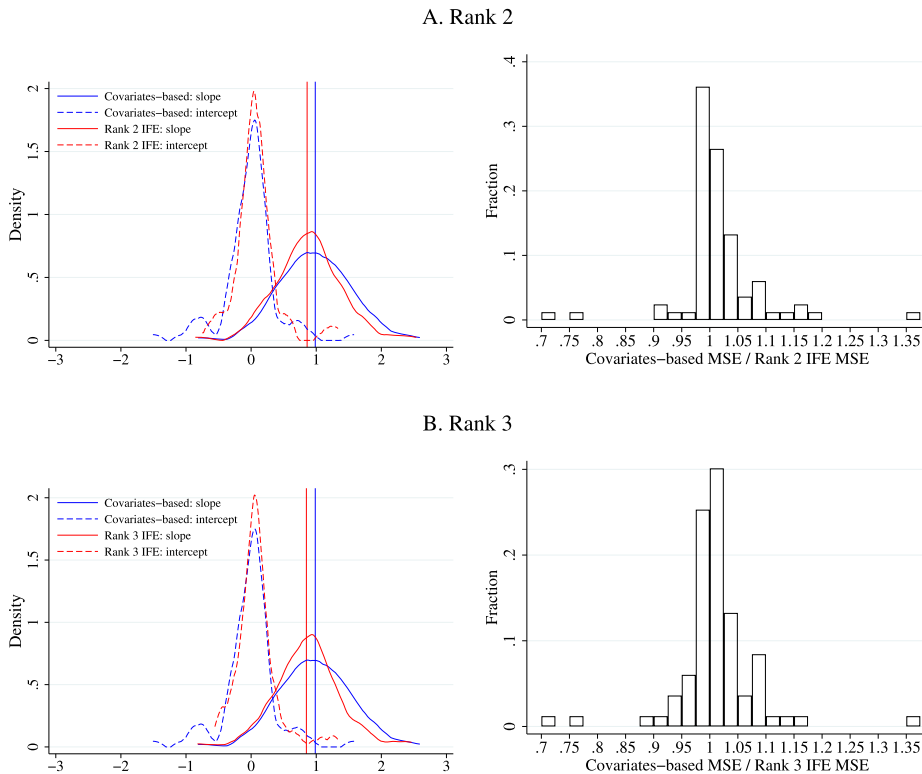 A. Rank 2
Density
0 .5 1 1.5 2
Covariates−based: slope
Covariates−based: intercept
Rank 2 IFE: slope
Rank 2 IFE: intercept
−3 −2 −1 0 1 2 3
Fraction
0 .1 .2 .3 .4
.7 .75 .8 .85 .9 .95 1 1.05 1.1 1.15 1.2 1.25 1.3 1.35
Covariates−based MSE / Rank 2 IFE MSE
B. Rank 3
Density
0 .5 1 1.5 2
Covariates−based: slope
Covariates−based: intercept
Rank 3 IFE: slope
Rank 3 IFE: intercept
−3 −2 −1 0 1 2 3
Fraction
0 .1 .2 .3
.7 .75 .8 .85 .9 .95 1 1.05 1.1 1.15 1.2 1.25 1.3 1.35
Covariates−based MSE / Rank 3 IFE MSE